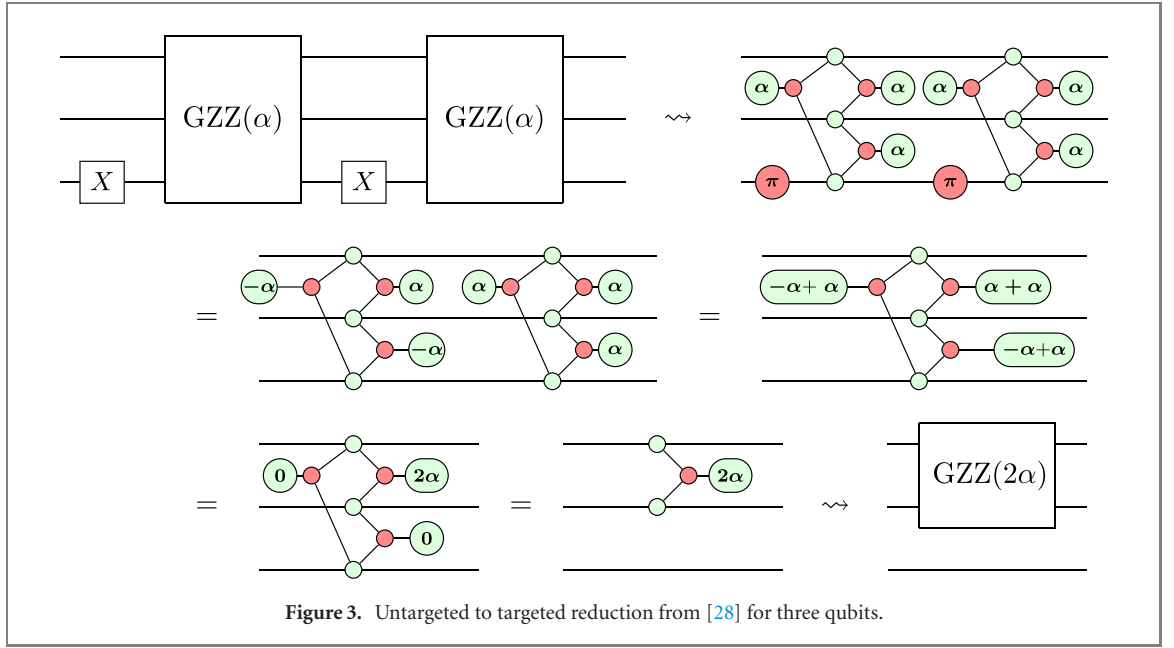 GZZ(α) GZZ(α) ⇝ α α α α
α α
X X π π
−α α α α −α+ α α + α
= =
−α α −α+α
0 2α 2α GZZ(2α)
= = ⇝
0
Figure 3. Untargeted to targeted reduction from [28] for three qubits.